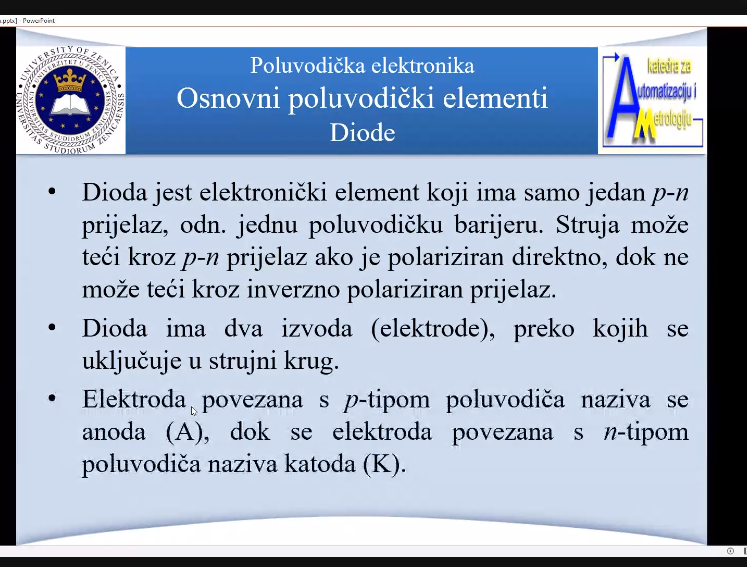 .pptx] - PowerPoint
UNIVERSITY OF ZENICA
UNIVERZITET U ZENICI
UNIVERSITAS STUDIORUM ZENICAENSIS
Poluvodička elektronika
Osnovni poluvodički elementi
Diode
katedra za
Automatizaciju i
Metrologiju
• Dioda jest elektronički element koji ima samo jedan p-n
prijelaz, odn. jednu poluvodičku barijeru. Struja može
teći kroz p-n prijelaz ako je polariziran direktno, dok ne
može teći kroz inverzno polariziran prijelaz.
• Dioda ima dva izvoda (elektrode), preko kojih se
uključuje u strujni krug.
• Elektroda povezana s p-tipom poluvodiča naziva se
anoda (A), dok se elektroda povezana s n-tipom
poluvodiča naziva katoda (K).